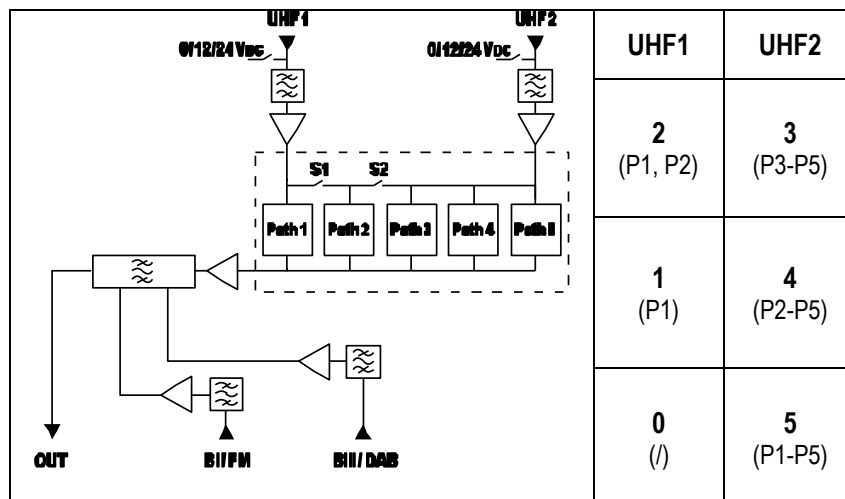 UHF1
UHF2
0/12/24 VDC
0/12/24 VDC
S1
S2
Path 1
Path 2
Path 3
Path 4
Path 5
OUT
BI/FM
BIII/DAB
UHF1
UHF2
2
(P1, P2)
3
(P3-P5)
1
(P1)
4
(P2-P5)
0
(/)
5
(P1-P5)